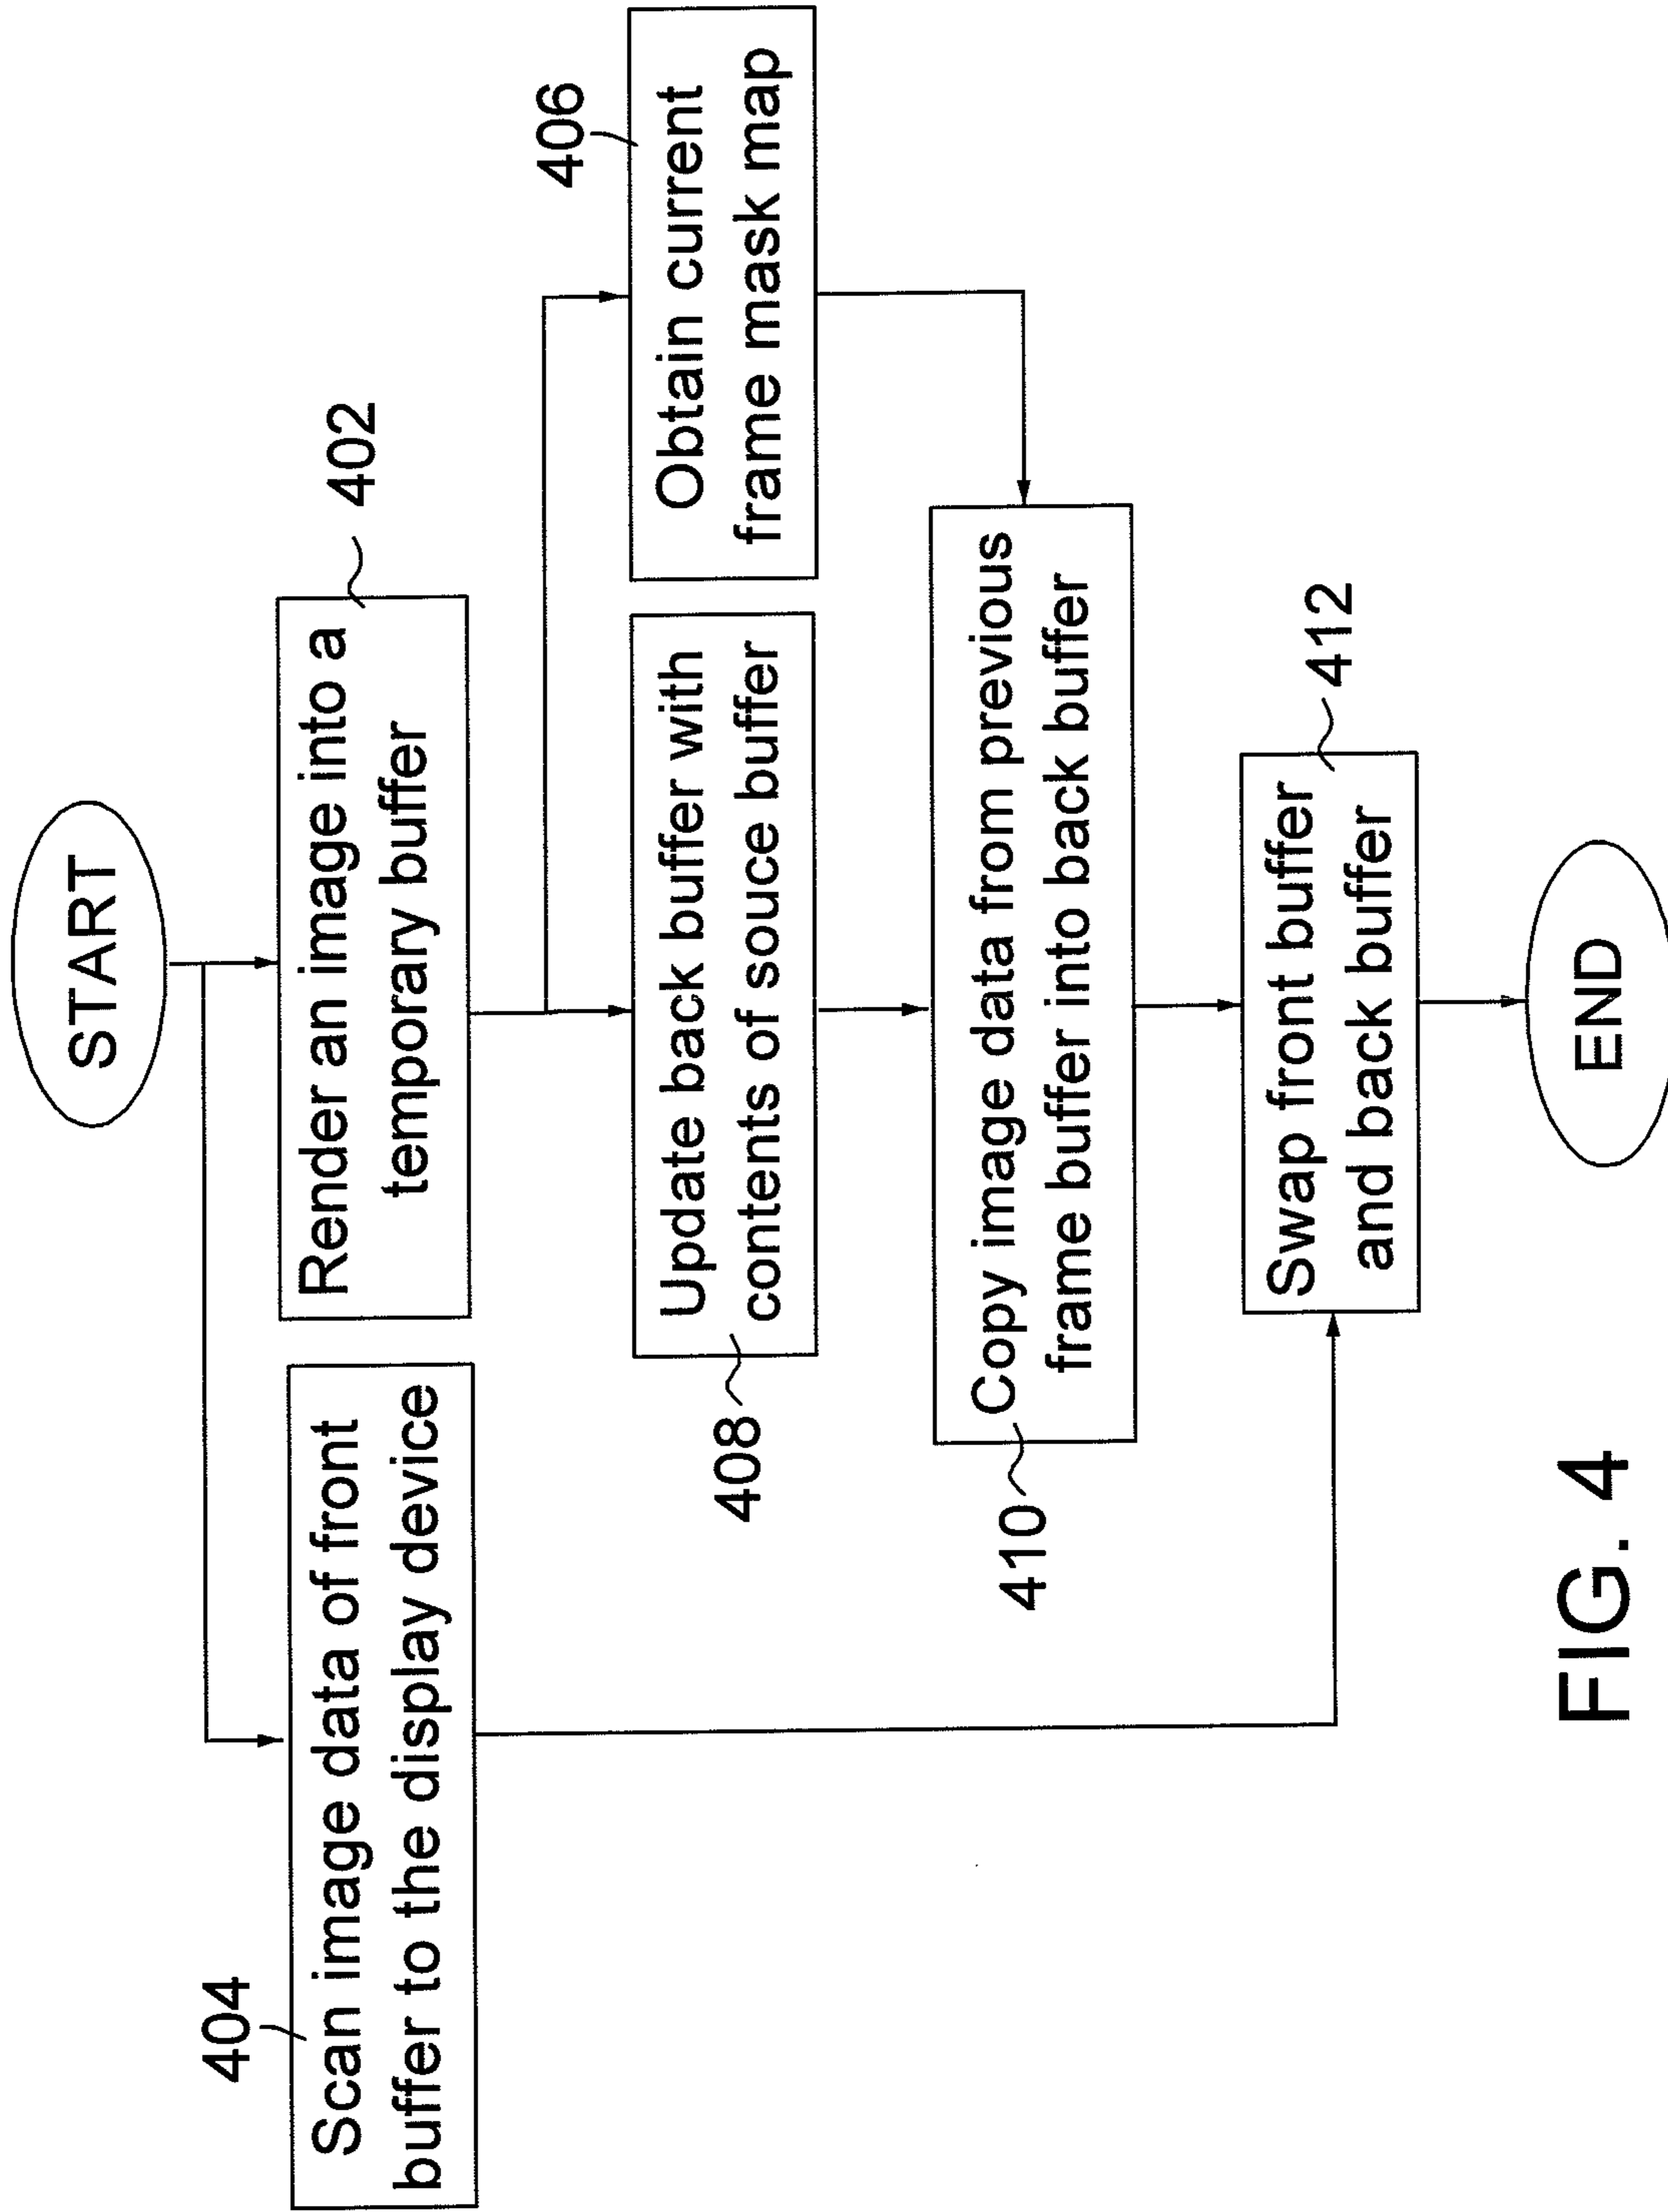 START
404
Scan image data of front
buffer to the display device
Render an image into a
temporary buffer
402
406
Obtain current
frame mask map
408
Update back buffer with
contents of souce buffer
410
Copy image data from previous
frame buffer into back buffer
412
Swap front buffer
and back buffer
END
FIG. 4